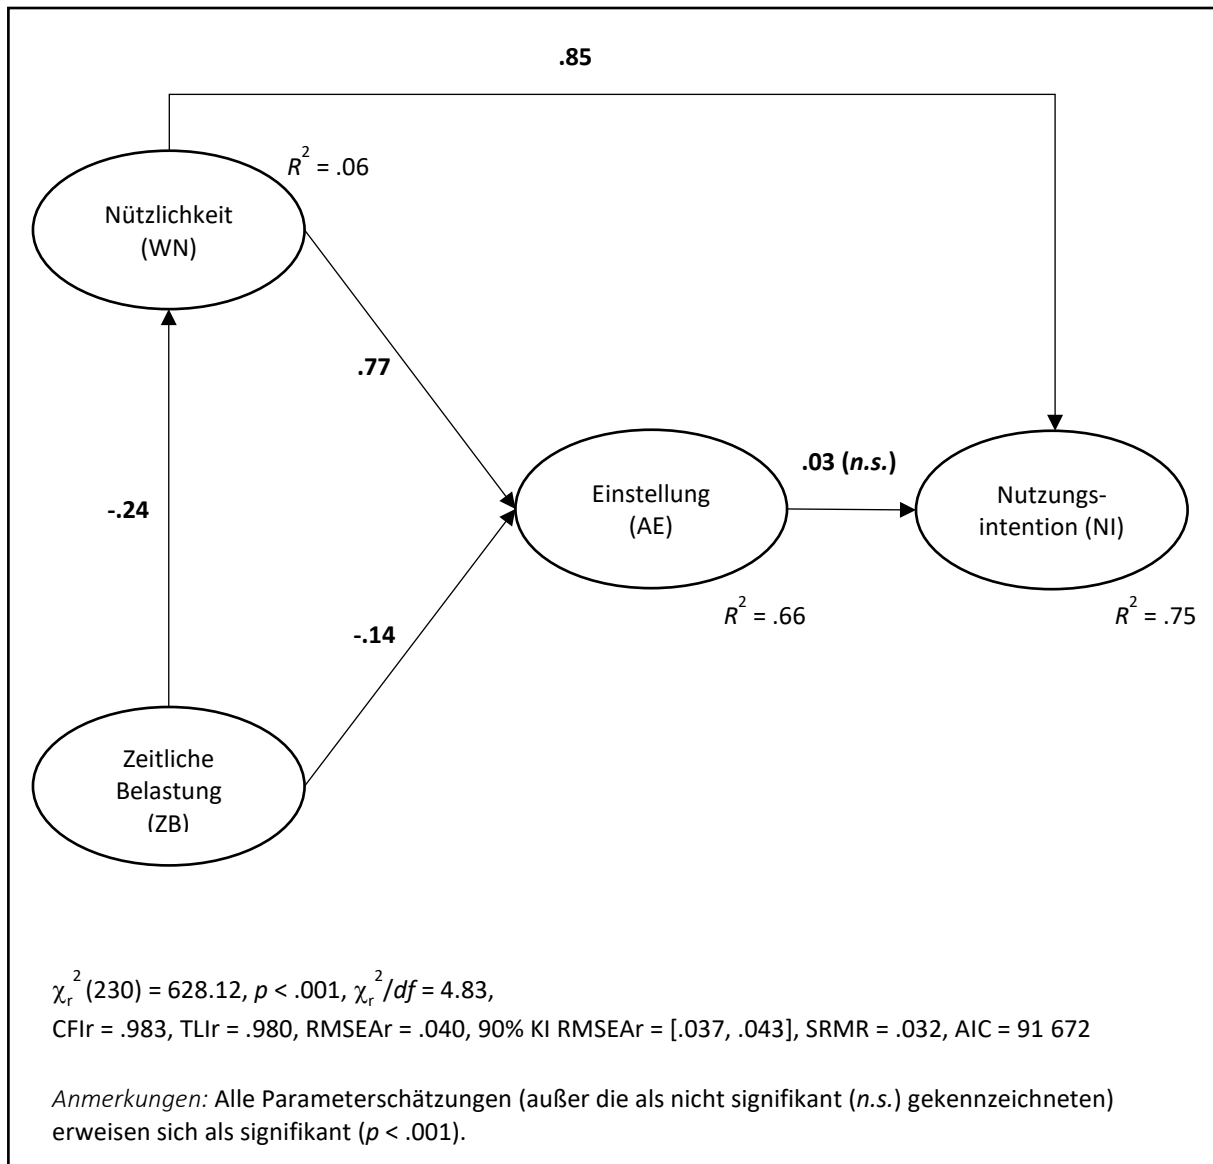 .85
R² = .06
Nützlichkeit
(WN)
.77
Einstellung
(AE)
.03 (n.s.)
Nutzungs-
intention (NI)
-.24
R² = .66
R² = .75
-.14
Zeitliche
Belastung
(ZB)
χᵣ² (230) = 628.12, p < .001, χᵣ²/df = 4.83,
CFIr = .983, TLIr = .980, RMSEAr = .040, 90% KI RMSEAr = [.037, .043], SRMR = .032, AIC = 91 672
Anmerkungen: Alle Parameterschätzungen (außer die als nicht signifikant (n.s.) gekennzeichneten)
erweisen sich als signifikant (p < .001).